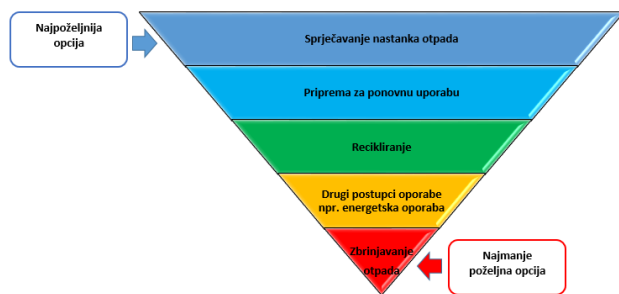 Najpoželjnija
opcija
Sprječavanje nastanka otpada
Priprema za ponovnu uporabu
Recikliranje
Drugi postupci oporabe
npr. energetska oporaba
Zbrinjavanje
otpada
Najmanje
poželjna opcija